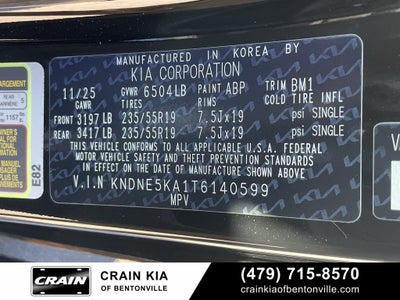 MANUFACTURED IN KOREA BY
KIA CORPORATION
11/25 GVWR 6504LB PAINT ABP TRIM BM1
GAWR TIRES RIMS COLD TIRE INFL
FRONT 3197 LB 235/55R19 7.5Jx19 psi SINGLE
REAR 3417 LB 235/55R19 7.5Jx19 psi SINGLE
THIS VEHICLE CONFORMS TO ALL APPLICABLE U.S.A. FEDERAL
MOTOR VEHICLE SAFETY, BUMPER, AND THEFT PREVENTION STANDARDS
IN EFFECT ON THE DATE OF MANUFACTURE SHOWN ABOVE.
V.I.N KNDNE5KA1T6140599
MPV
E82
REAR
5
CRAIN
CRAIN KIA
OF BENTONVILLE
(479) 715-8570
crainkiaofbentonville.com